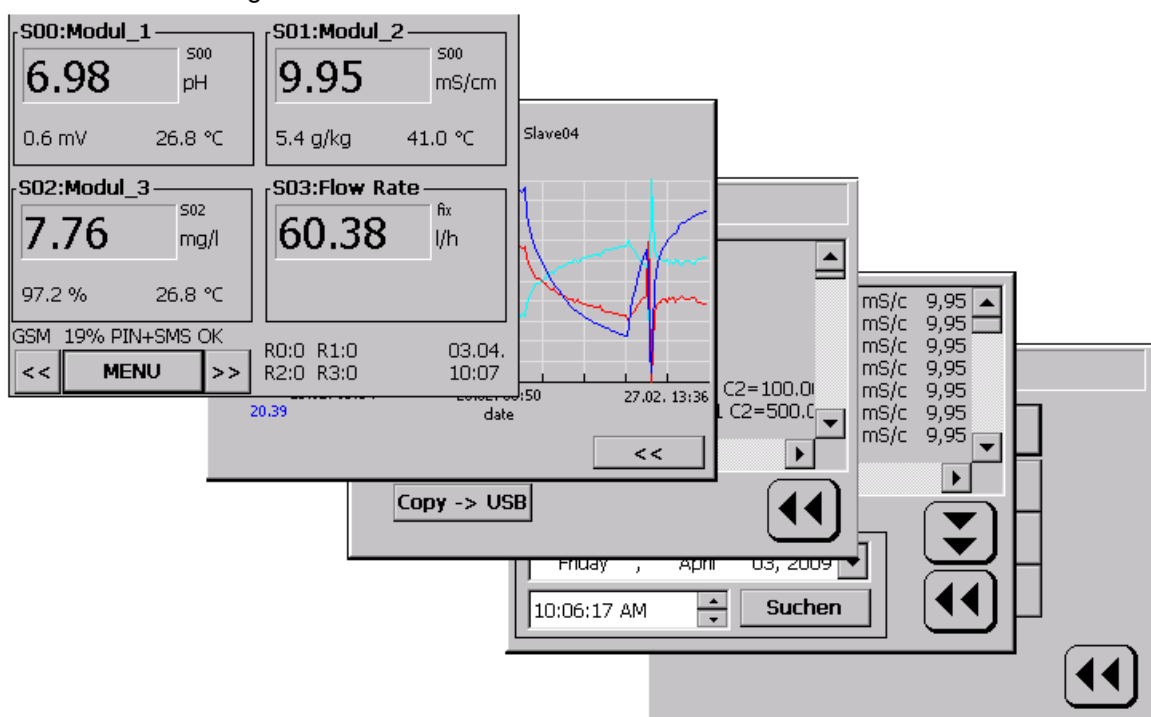 S00:Modul_1
6.98
S00
pH
0.6 mV 26.8 °C
S01:Modul_2
9.95
S00
mS/cm
5.4 g/kg 41.0 °C
S02:Modul_3
7.76
S02
mg/l
97.2 % 26.8 °C
S03:Flow Rate
60.38
fix
l/h
GSM 19% PIN+SMS OK
<< MENU >>
R0:0 R1:0 03.04.
R2:0 R3:0 10:07
Slave04
27.02. 13:36
20.39
date
<<
C2=100.0
C2=500.0
Copy -> USB
mS/c 9,95
mS/c 9,95
mS/c 9,95
mS/c 9,95
mS/c 9,95
mS/c 9,95
mS/c 9,95
Friday , April 03, 2009
10:06:17 AM
Suchen